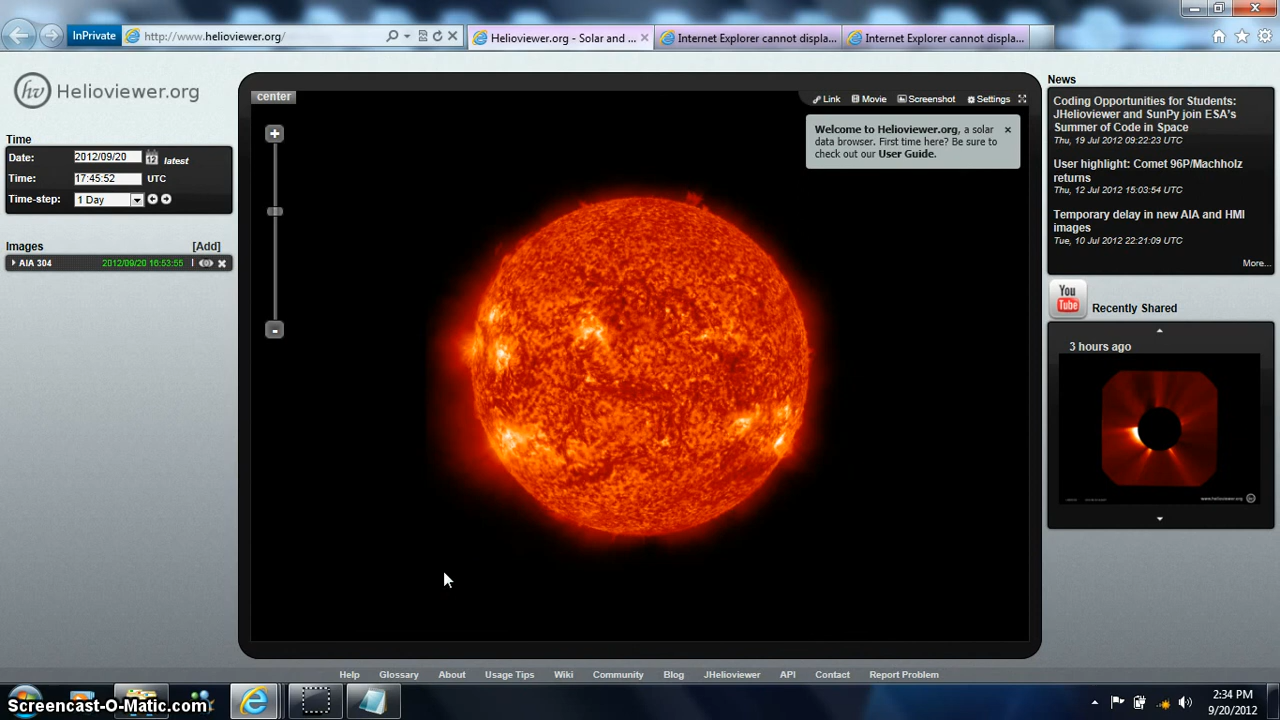 InPrivate
http://www.helioviewer.org/
Helioviewer.org - Solar and ...
Internet Explorer cannot displa...
Internet Explorer cannot displa...
hv Helioviewer.org
Time
Date: 2012/09/20 12 latest
Time: 17:45:52 UTC
Time-step: 1 Day
Images [Add]
AIA 304 2012/09/20 16:53:55
center
+
-
Link Movie Screenshot Settings
Welcome to Helioviewer.org, a solar
data browser. First time here? Be sure to
check out our User Guide.
News
Coding Opportunities for Students:
JHelioviewer and SunPy join ESA's
Summer of Code in Space
Thu, 19 Jul 2012 09:22:23 UTC
User highlight: Comet 96P/Machholz
returns
Thu, 12 Jul 2012 15:03:54 UTC
Temporary delay in new AIA and HMI
images
Tue, 10 Jul 2012 22:21:09 UTC
More...
You
Tube
Recently Shared
3 hours ago
www.helioviewer.org
Help Glossary About Usage Tips Wiki Community Blog JHelioviewer API Contact Report Problem
Screencast-O-Matic.com
2:34 PM
9/20/2012